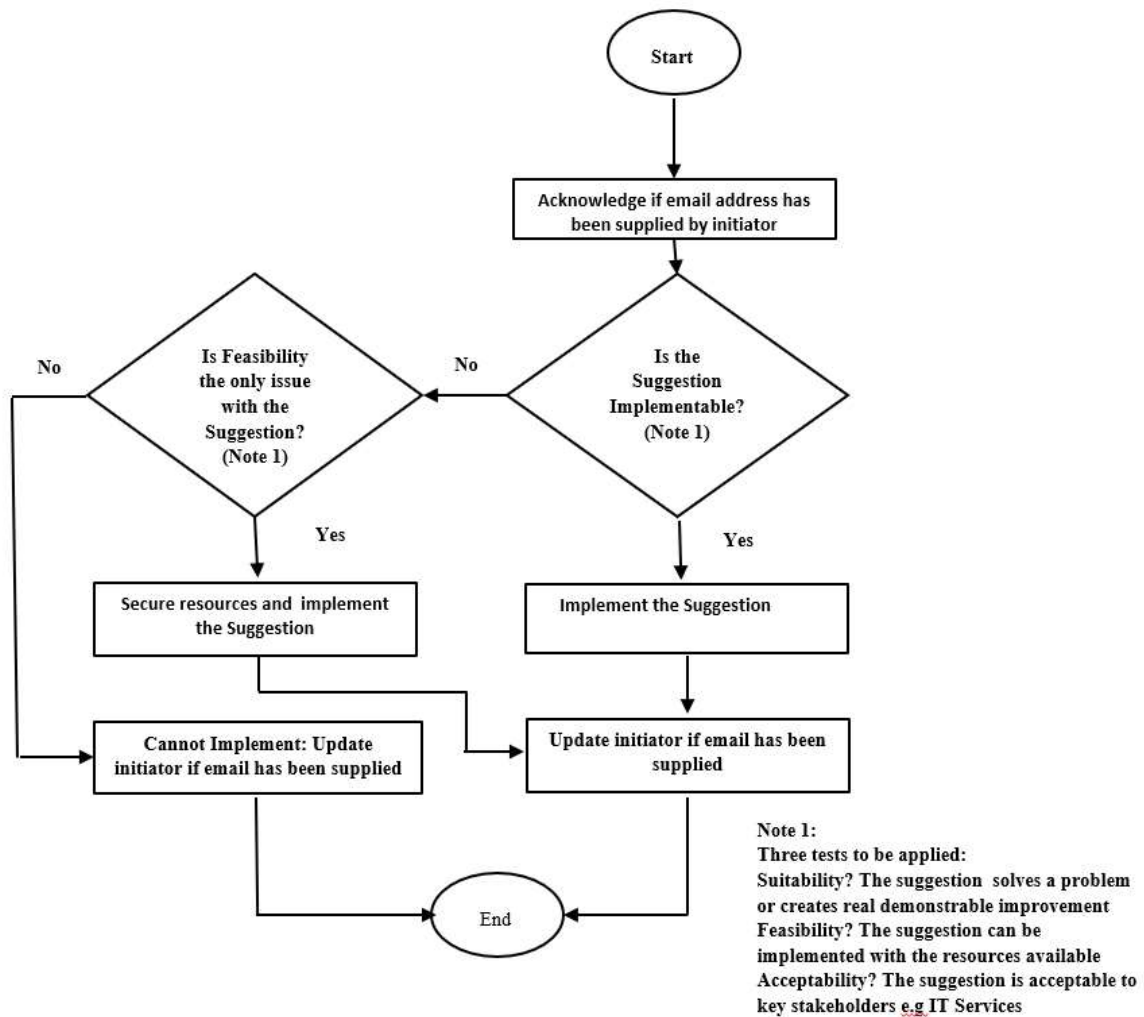 Start
Acknowledge if email address has
been supplied by initiator
Is the
Suggestion
Implementable?
(Note 1)
No
Yes
Is Feasibility
the only issue
with the
Suggestion?
(Note 1)
No
Yes
Secure resources and implement
the Suggestion
Implement the Suggestion
Cannot Implement: Update
initiator if email has been supplied
Update initiator if email has been
supplied
End
Note 1:
Three tests to be applied:
Suitability? The suggestion solves a problem
or creates real demonstrable improvement
Feasibility? The suggestion can be
implemented with the resources available
Acceptability? The suggestion is acceptable to
key stakeholders e.g IT Services